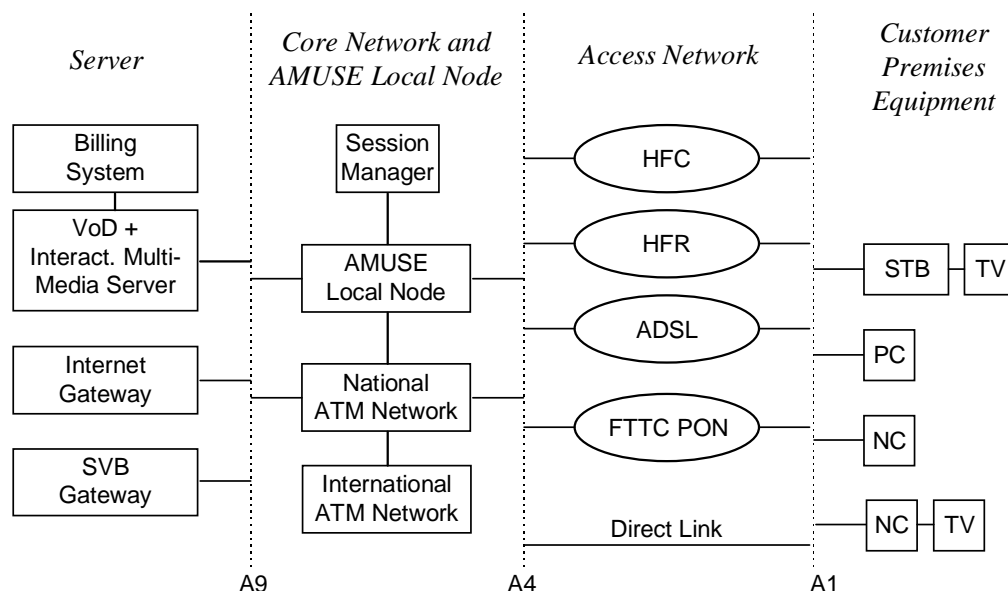 Server
Core Network and
AMUSE Local Node
Access Network
Customer
Premises
Equipment
Billing
System
VoD +
Interact. Multi-
Media Server
Internet
Gateway
SVB
Gateway
Session
Manager
AMUSE
Local Node
National
ATM Network
International
ATM Network
HFC
HFR
ADSL
FTTC PON
Direct Link
STB
TV
PC
NC
NC
TV
A9
A4
A1